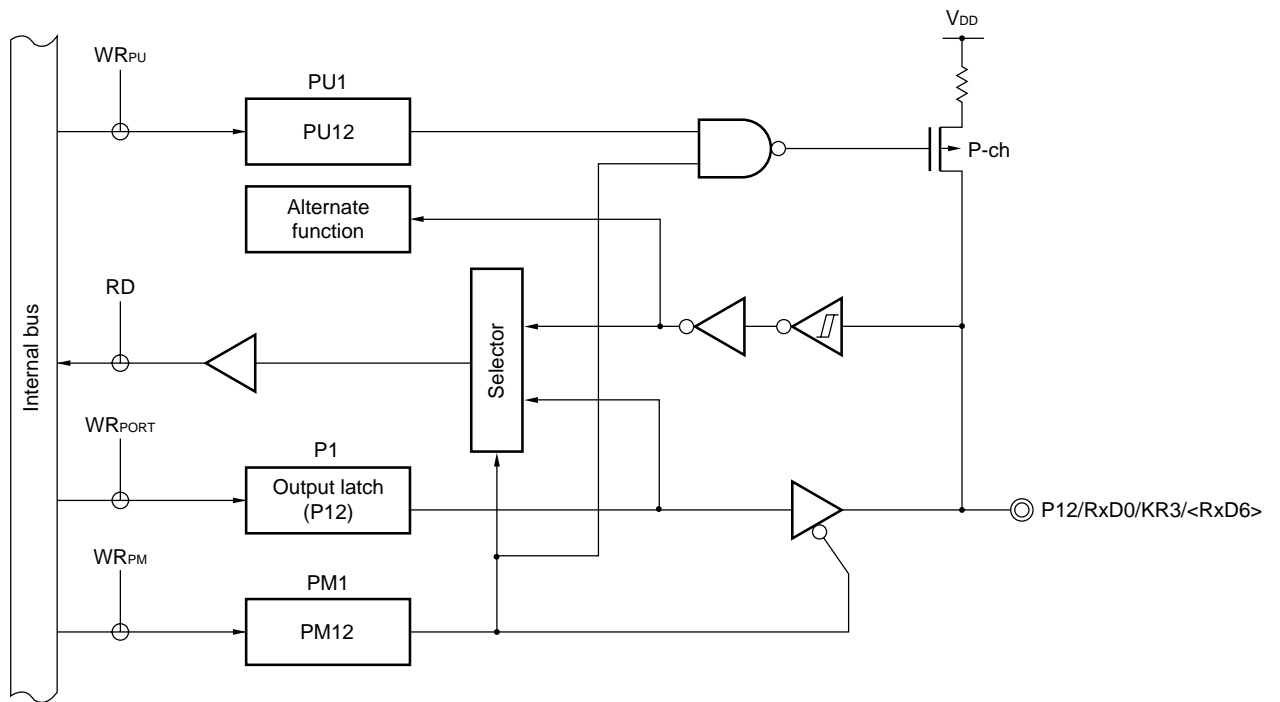 VDD
WRPU
PU1
PU12
P-ch
Alternate
function
RD
Internal bus
Selector
WRPORT
P1
Output latch
(P12)
P12/RxD0/KR3/<RxD6>
WRPM
PM1
PM12